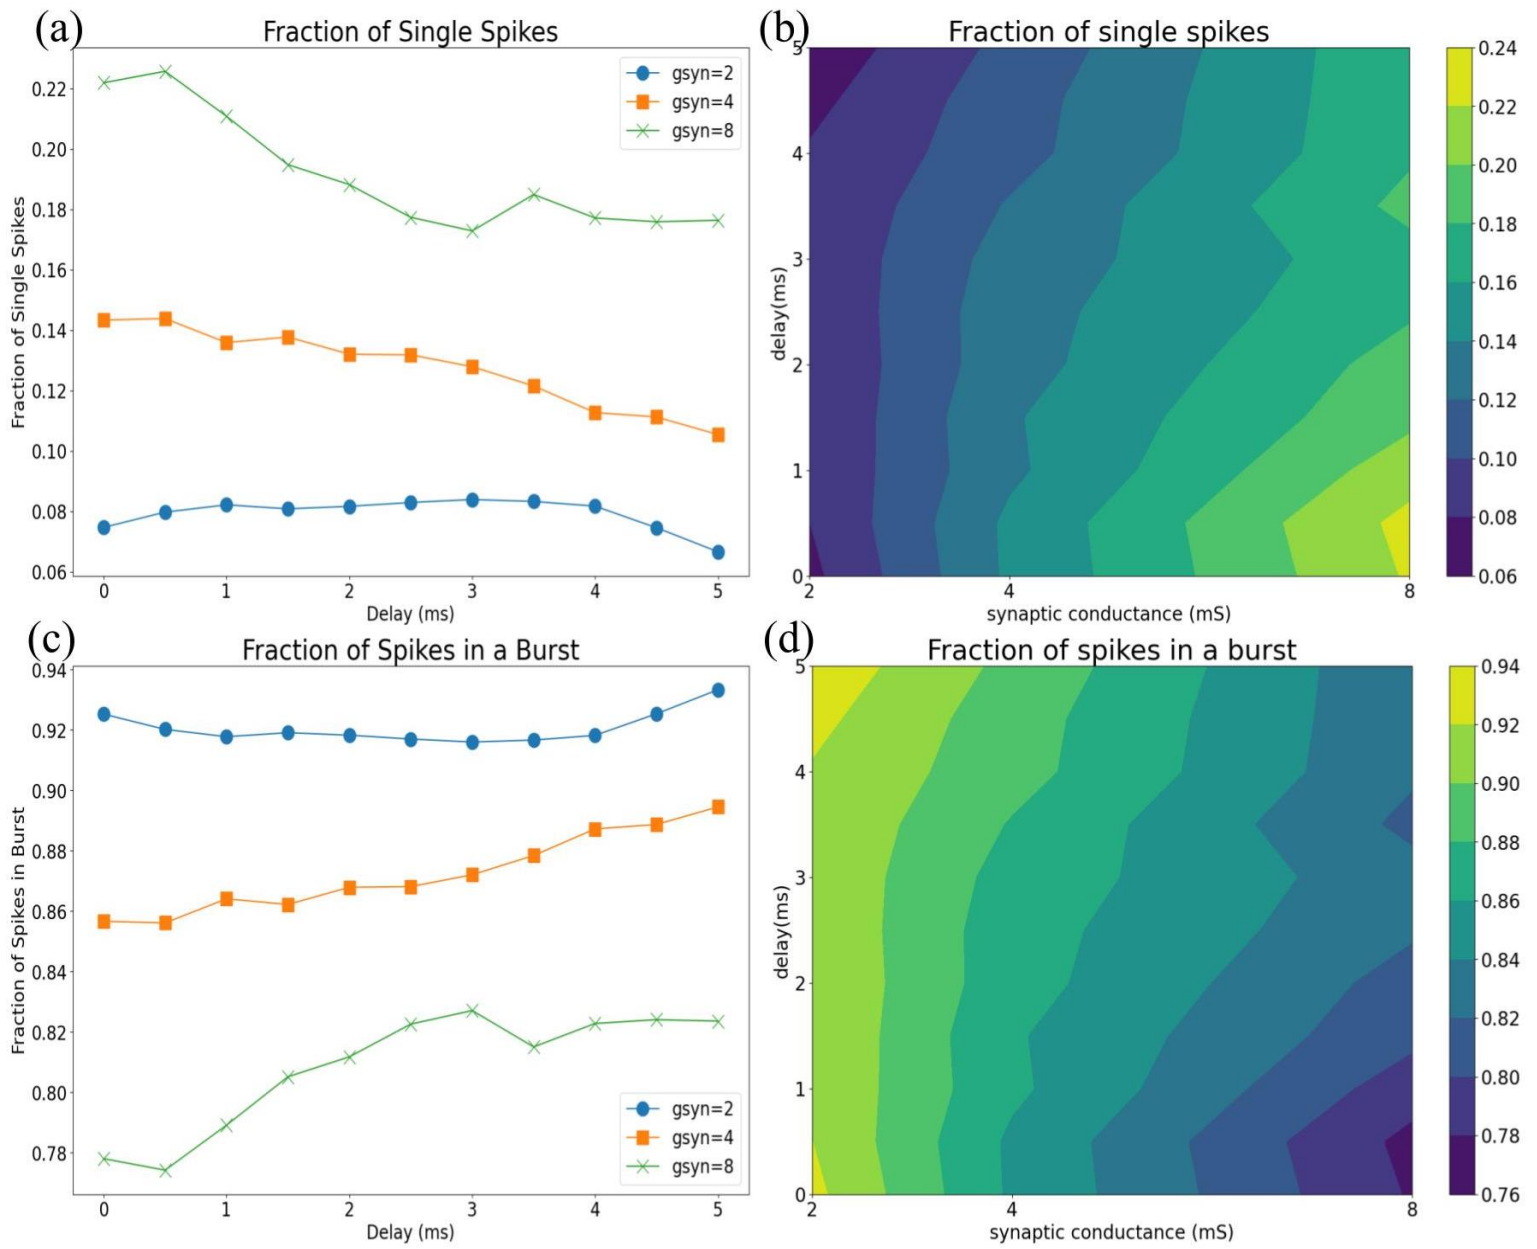 (a)
Fraction of Single Spikes
Fraction of Single Spikes
0.22
0.20
0.18
0.16
0.14
0.12
0.10
0.08
0.06
gsyn=2
gsyn=4
gsyn=8
0 1 2 3 4 5
Delay (ms)
(b)
Fraction of single spikes
delay(ms)
5
4
3
2
1
0
2 4 8
synaptic conductance (mS)
0.24
0.22
0.20
0.18
0.16
0.14
0.12
0.10
0.08
0.06
(c)
Fraction of Spikes in a Burst
Fraction of Spikes in Burst
0.94
0.92
0.90
0.88
0.86
0.84
0.82
0.80
0.78
gsyn=2
gsyn=4
gsyn=8
0 1 2 3 4 5
Delay (ms)
(d)
Fraction of spikes in a burst
delay(ms)
5
4
3
2
1
0
2 4 8
synaptic conductance (mS)
0.94
0.92
0.90
0.88
0.86
0.84
0.82
0.80
0.78
0.76